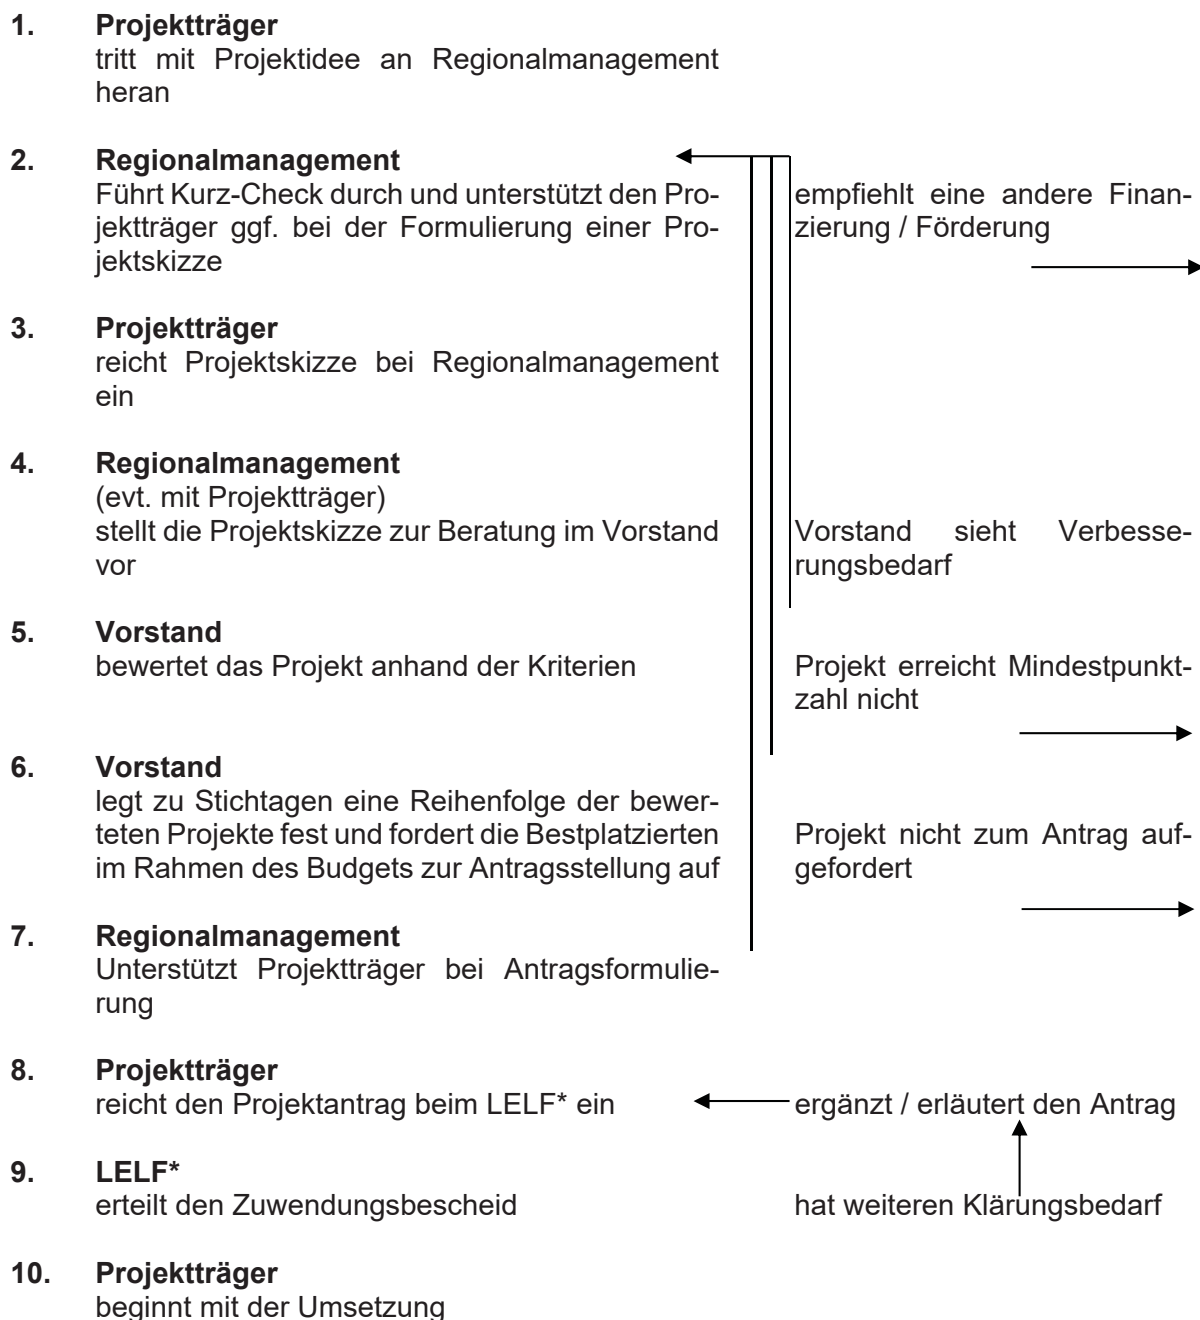 1. Projektträger
tritt mit Projektidee an Regionalmanagement
heran
2. Regionalmanagement
Führt Kurz-Check durch und unterstützt den Pro-
jektträger ggf. bei der Formulierung einer Pro-
jektskizze
empfiehlt eine andere Finan-
zierung / Förderung
3. Projektträger
reicht Projektskizze bei Regionalmanagement
ein
4. Regionalmanagement
(evt. mit Projektträger)
stellt die Projektskizze zur Beratung im Vorstand
vor
Vorstand sieht Verbesse-
rungsbedarf
5. Vorstand
bewertet das Projekt anhand der Kriterien
Projekt erreicht Mindestpunkt-
zahl nicht
6. Vorstand
legt zu Stichtagen eine Reihenfolge der bewer-
teten Projekte fest und fordert die Bestplatzierten
im Rahmen des Budgets zur Antragsstellung auf
Projekt nicht zum Antrag auf-
gefordert
7. Regionalmanagement
Unterstützt Projektträger bei Antragsformulie-
rung
8. Projektträger
reicht den Projektantrag beim LELF* ein
ergänzt / erläutert den Antrag
9. LELF*
erteilt den Zuwendungsbescheid
hat weiteren Klärungsbedarf
10. Projektträger
beginnt mit der Umsetzung